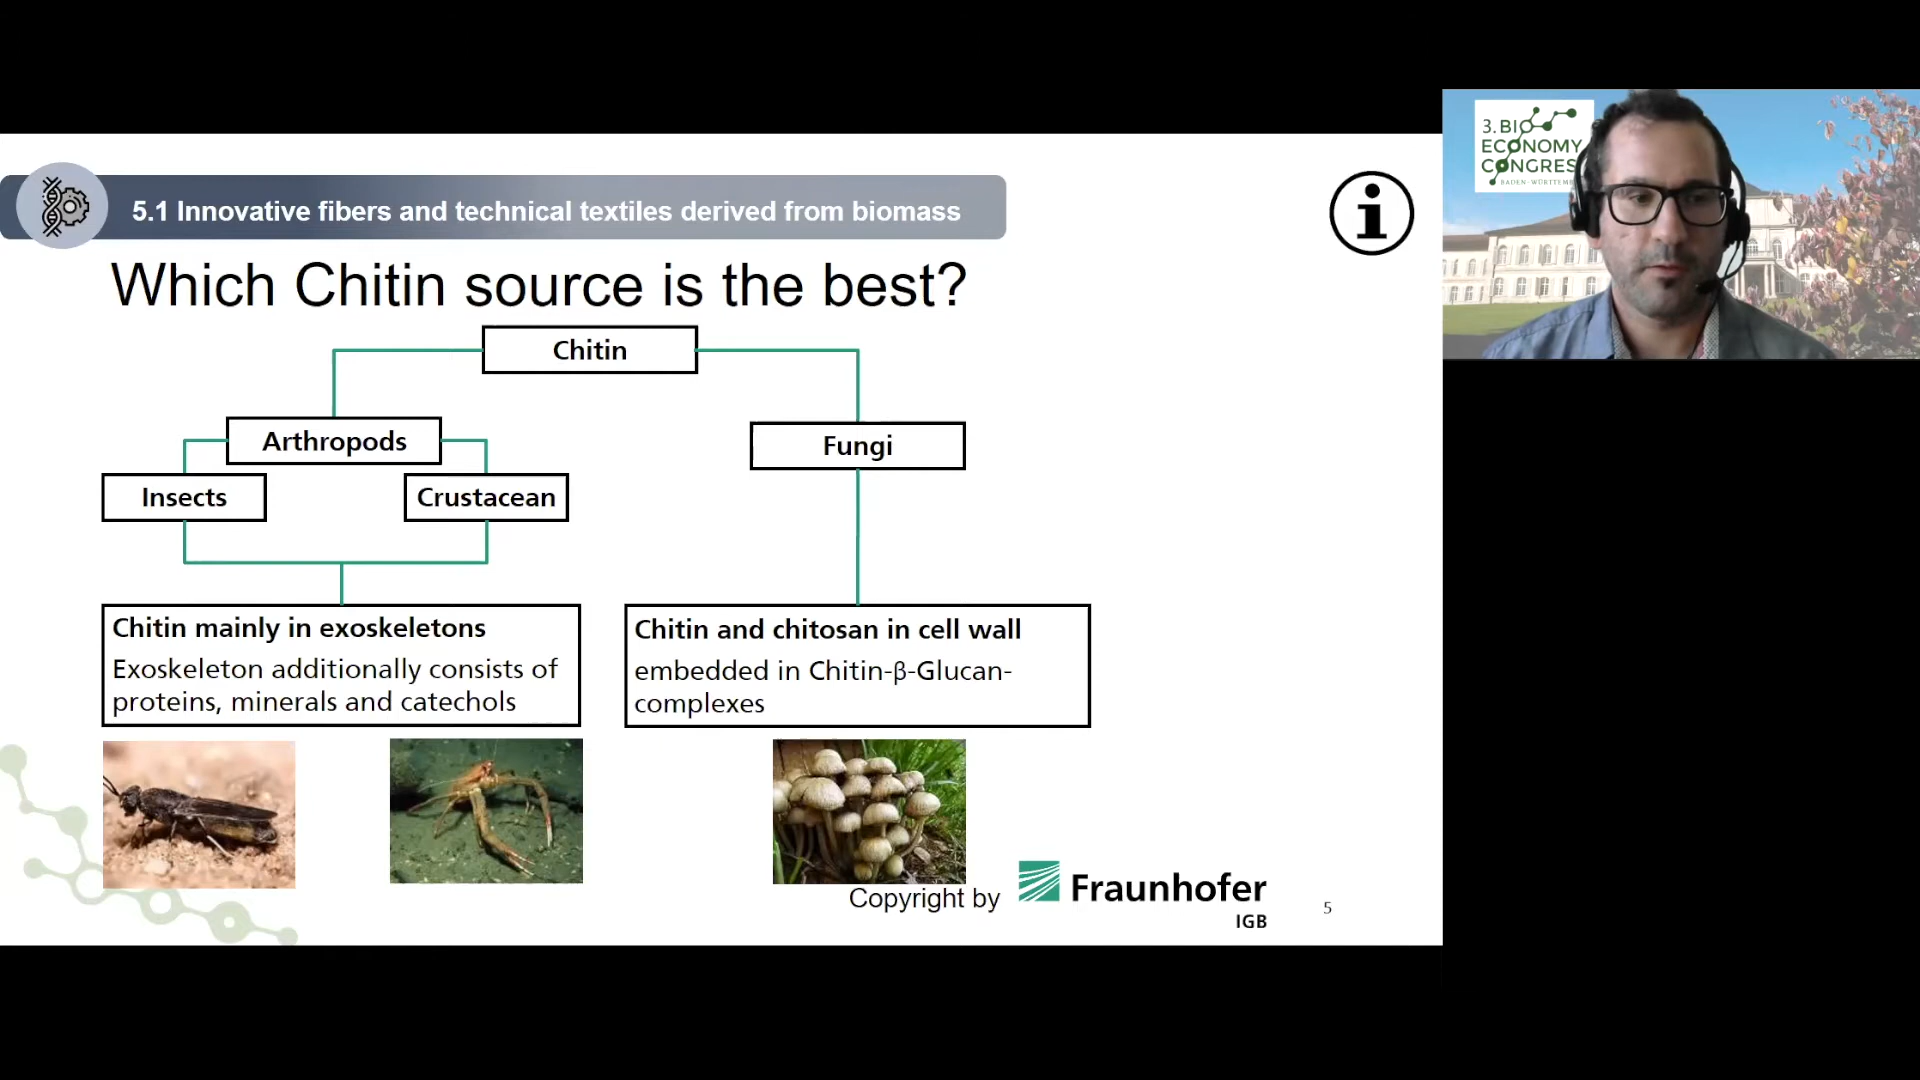 5.1 Innovative fibers and technical textiles derived from biomass
Which Chitin source is the best?
Chitin
Arthropods
Fungi
Insects
Crustacean
Chitin mainly in exoskeletons
Exoskeleton additionally consists of
proteins, minerals and catechols
Chitin and chitosan in cell wall
embedded in Chitin-β-Glucan-
complexes
Copyright by
Fraunhofer
IGB
5
3. BIO
ECONOMY
CONGRES
BADEN-WÜRTTEMB